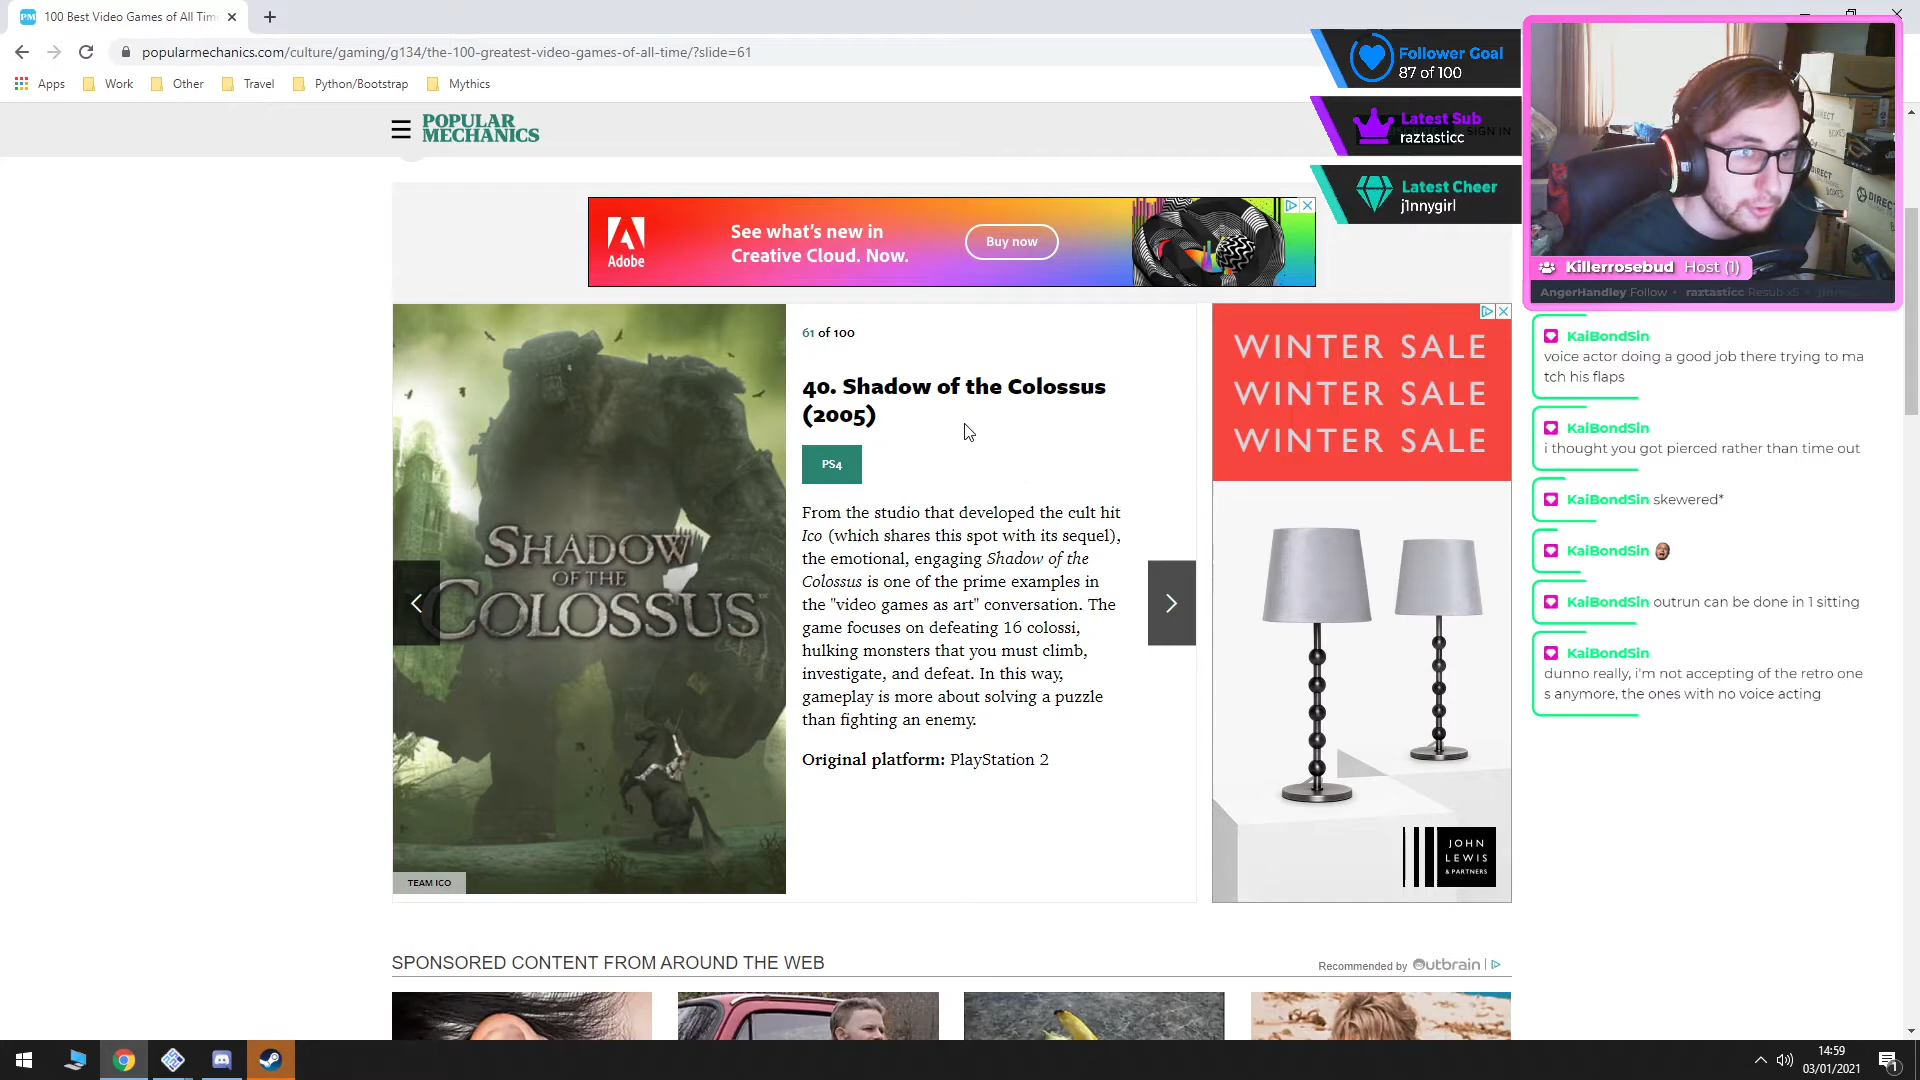 100 Best Video Games of All Tim
popularmechanics.com/culture/gaming/g134/the-100-greatest-video-games-of-all-time/?slide=61
Apps Work Other Travel Python/Bootstrap Mythics
POPULAR
MECHANICS
SIGN IN
Adobe
See what's new in
Creative Cloud. Now.
Buy now
61 of 100
40. Shadow of the Colossus
(2005)
PS4
From the studio that developed the cult hit
Ico (which shares this spot with its sequel),
the emotional, engaging Shadow of the
Colossus is one of the prime examples in
the "video games as art" conversation. The
game focuses on defeating 16 colossi,
hulking monsters that you must climb,
investigate, and defeat. In this way,
gameplay is more about solving a puzzle
than fighting an enemy.
Original platform: PlayStation 2
SHADOW
OF THE
COLOSSUS
TEAM ICO
WINTER SALE
WINTER SALE
WINTER SALE
JOHN
LEWIS
& PARTNERS
SPONSORED CONTENT FROM AROUND THE WEB
Recommended by Outbrain
Follower Goal
87 of 100
Latest Sub
raztasticc
Latest Cheer
j1nnygirl
DIRECT
DIRECT
Killerrosebud Host (1)
AngerHandley Follow • raztasticc Resub x5 •
KaiBondSin
voice actor doing a good job there trying to ma
tch his flaps
KaiBondSin
i thought you got pierced rather than time out
KaiBondSin skewered*
KaiBondSin
KaiBondSin outrun can be done in 1 sitting
KaiBondSin
dunno really, i'm not accepting of the retro one
s anymore, the ones with no voice acting
14:59
03/01/2021
1